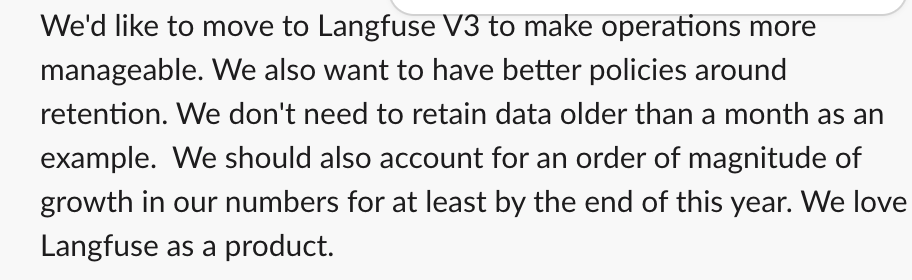 We'd like to move to Langfuse V3 to make operations more
manageable. We also want to have better policies around
retention. We don't need to retain data older than a month as an
example.  We should also account for an order of magnitude of
growth in our numbers for at least by the end of this year. We love
Langfuse as a product.